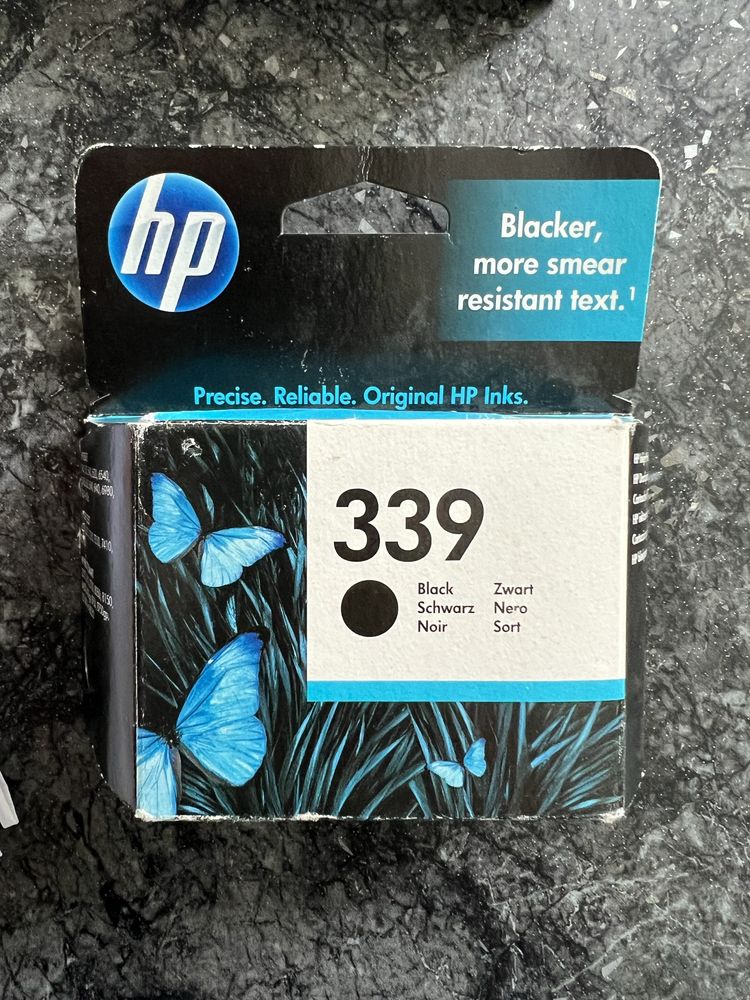 hp
Blacker,
more smear
resistant text.¹
Precise. Reliable. Original HP Inks.
339
Black Zwart
Schwarz Nero
Noir Sort